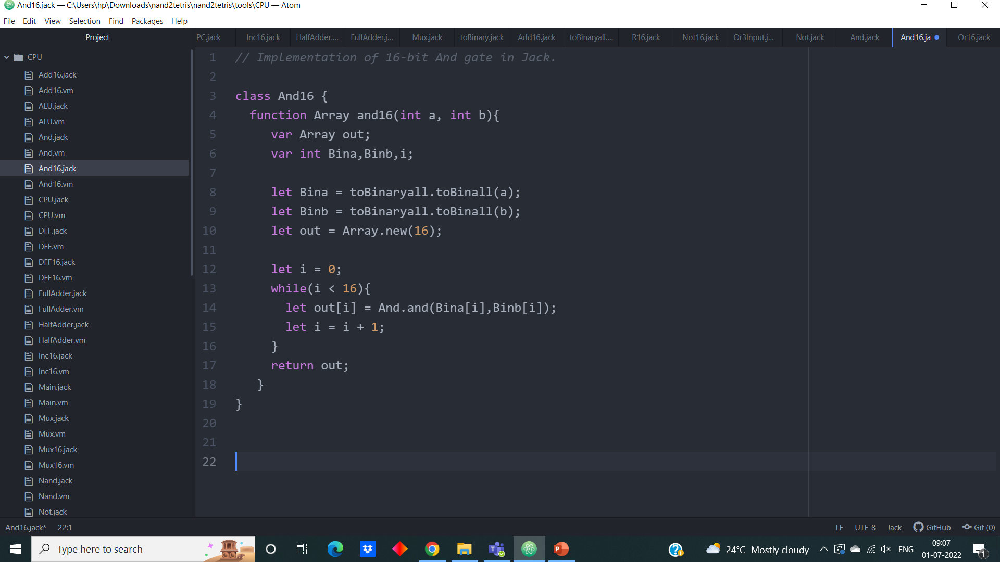 And16.jack — C:\Users\hp\Downloads\nand2tetris\nand2tetris\tools\CPU — Atom
File Edit View Selection Find Packages Help
Project
PC.jack Inc16.jack HalfAdder.... FullAdder.j... Mux.jack toBinary.jack Add16.jack toBinaryall.... R16.jack Not16.jack Or3Input.j... Not.jack And.jack And16.ja Or16.jack
CPU
Add16.jack
Add16.vm
ALU.jack
ALU.vm
And.jack
And.vm
And16.jack
And16.vm
CPU.jack
CPU.vm
DFF.jack
DFF.vm
DFF16.jack
DFF16.vm
FullAdder.jack
FullAdder.vm
HalfAdder.jack
HalfAdder.vm
Inc16.jack
Inc16.vm
Main.jack
Main.vm
Mux.jack
Mux.vm
Mux16.jack
Mux16.vm
Nand.jack
Nand.vm
Not.jack
1 // Implementation of 16-bit And gate in Jack.
2
3 class And16 {
4 function Array and16(int a, int b){
5 var Array out;
6 var int Bina,Binb,i;
7
8 let Bina = toBinaryall.toBinall(a);
9 let Binb = toBinaryall.toBinall(b);
10 let out = Array.new(16);
11
12 let i = 0;
13 while(i < 16){
14 let out[i] = And.and(Bina[i],Binb[i]);
15 let i = i + 1;
16 }
17 return out;
18 }
19 }
20
21
22
And16.jack* 22:1 LF UTF-8 Jack GitHub Git (0)
Type here to search 24°C Mostly cloudy ENG 09:07
01-07-2022 1